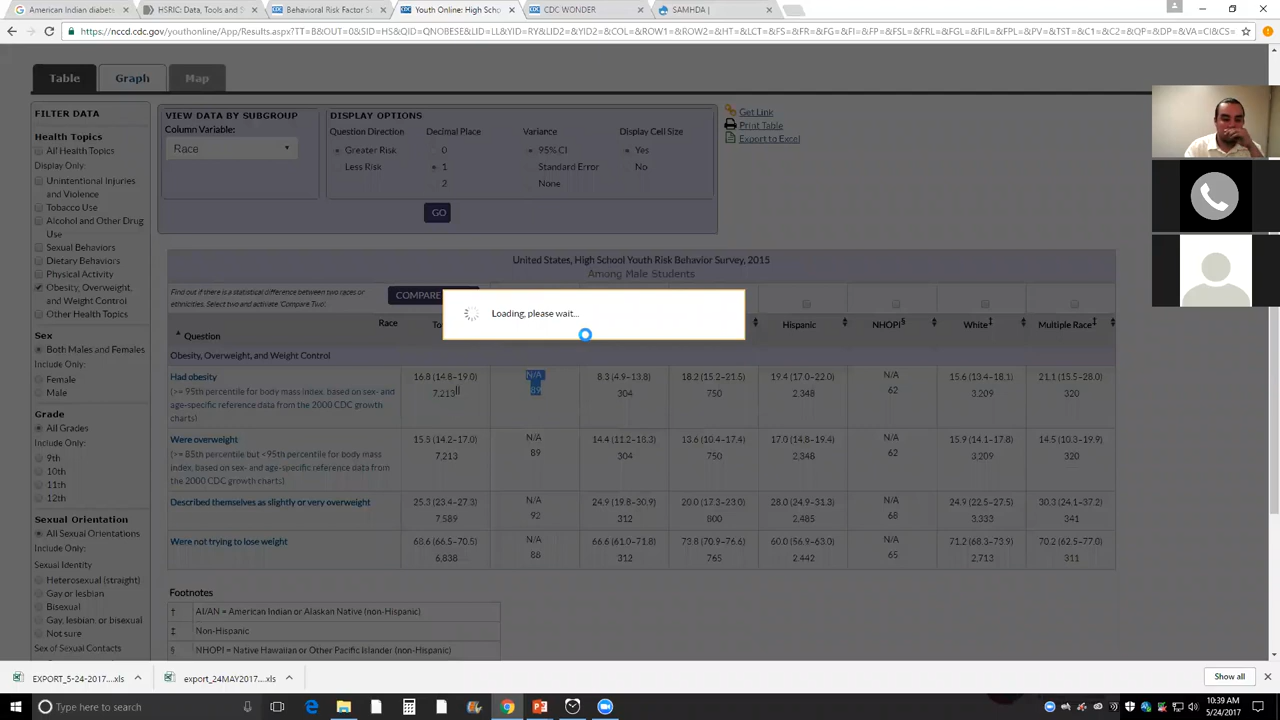 American Indian diabete
HSRIC: Data, Tools and S
Behavioral Risk Factor Su
Youth Online: High Scho
CDC WONDER
SAMHDA |
https://nccd.cdc.gov/youthonline/App/Results.aspx?TT=B&OUT=0&SID=HS&QID=QNOBESE&LID=LL&YID=RY&LID2=&YID2=&COL=&ROW1=&ROW2=&HT=&LCT=&FS=&FR=&FG=&FI=&FP=&FSL=&FRL=&FGL=&FIL=&FPL=&PV=&TST=&C1=&C2=&QP=&DP=&VA=CI&CS=
Table
Graph
Map
FILTER DATA
Health Topics
Health Topics
Display Only:
Unintentional Injuries
and Violence
Tobacco Use
Alcohol and Other Drug
Use
Sexual Behaviors
Dietary Behaviors
Physical Activity
Obesity, Overweight,
and Weight Control
Other Health Topics
Sex
Both Males and Females
Include Only:
Female
Male
Grade
All Grades
Include Only:
9th
10th
11th
12th
Sexual Orientation
All Sexual Orientations
Include Only:
Sexual Identity
Heterosexual (straight)
Gay or lesbian
Bisexual
Gay, lesbian, or bisexual
Not sure
Sex of Sexual Contacts
VIEW DATA BY SUBGROUP
Column Variable:
Race
DISPLAY OPTIONS
Question Direction
Decimal Place
Variance
Display Cell Size
Greater Risk
0
95% CI
Yes
Less Risk
1
Standard Error
No
2
None
GO
Get Link
Print Table
Export to Excel
United States, High School Youth Risk Behavior Survey, 2015
Among Male Students
Find out if there is a statistical difference between two races or
ethnicities. Select two and activate 'Compare Two'.
COMPARE
Loading, please wait...
Race
Question
Hispanic
NHOPI§
White‡
Multiple Race‡
Obesity, Overweight, and Weight Control
Had obesity
(>= 95th percentile for body mass index, based on sex- and
age-specific reference data from the 2000 CDC growth
charts)
16.8 (14.8–19.0) N/A 8.3 (4.9–13.8) 18.2 (15.2–21.5) 19.4 (17.0–22.0) N/A 15.6 (13.4–18.1) 21.1 (15.5–28.0)
7,213 89 304 750 2,348 62 3,209 320
Were overweight
(>= 85th percentile but <95th percentile for body mass
index, based on sex- and age-specific reference data from
the 2000 CDC growth charts)
15.5 (14.2–17.0) N/A 14.4 (11.2–18.3) 13.6 (10.4–17.4) 17.0 (14.8–19.4) N/A 15.9 (14.1–17.8) 14.5 (10.3–19.9)
7,213 89 304 750 2,348 62 3,209 320
Described themselves as slightly or very overweight
25.3 (23.4–27.3) N/A 24.9 (19.8–30.9) 20.0 (17.3–23.0) 28.0 (24.9–31.3) N/A 24.9 (22.5–27.5) 30.3 (24.1–37.2)
7,589 92 312 800 2,485 68 3,333 341
Were not trying to lose weight
68.6 (66.5–70.5) N/A 66.6 (61.0–71.8) 73.8 (70.9–76.6) 60.0 (56.9–63.0) N/A 71.2 (68.3–73.9) 70.2 (62.5–77.0)
6,838 88 312 765 2,442 65 2,713 311
Footnotes
† AI/AN = American Indian or Alaskan Native (non-Hispanic)
‡ Non-Hispanic
§ NHOPI = Native Hawaiian or Other Pacific Islander (non-Hispanic)
EXPORT_5-24-2017....xls
export_24MAY2017....xls
Show all
Type here to search
10:39 AM
5/24/2017